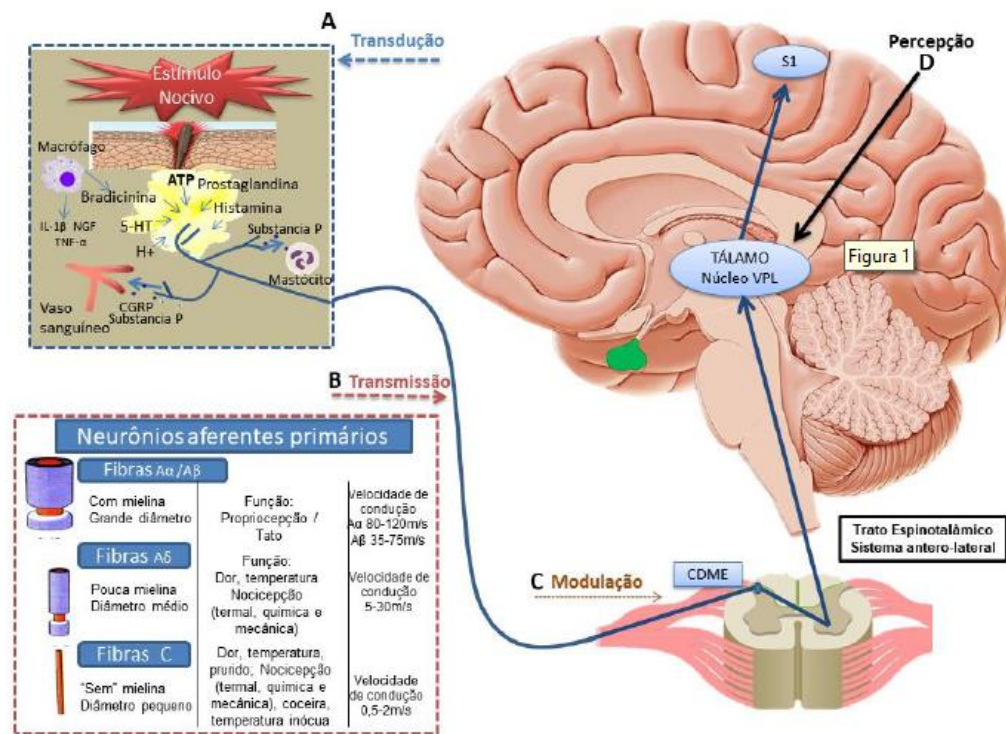 A
Transdução
Estímulo
Nocivo
Macrófago
ATP
Prostaglandina
Bradicinina
Histamina
5-HT
IL-1β NGF
TNF-α
Substancia P
H+
Mastócito
CGRP
Substancia P
Vaso
sanguíneo
S1
Percepção
D
TÁLAMO
Núcleo VPL
Figura 1
B Transmissão
Neurônios aferentes primários
Fibras Aα /Aβ
Com mielina
Grande diâmetro
Função:
Propriocepção /
Tato
Velocidade de
condução
Aα 80-120m/s
Aβ 35-75m/s
Fibras Aδ
Pouca mielina
Diâmetro médio
Função:
Dor, temperatura
Nocicepção
(termal, química e
mecânica)
Velocidade de
condução
5-30m/s
Fibras C
"Sem" mielina
Diâmetro pequeno
Dor, temperatura,
prurido; Nocicepção
(termal, química e
mecânica), coceira,
temperatura inócua
Velocidade
de condução
0,5-2m/s
C Modulação
CDME
Trato Espinotalâmico
Sistema antero-lateral